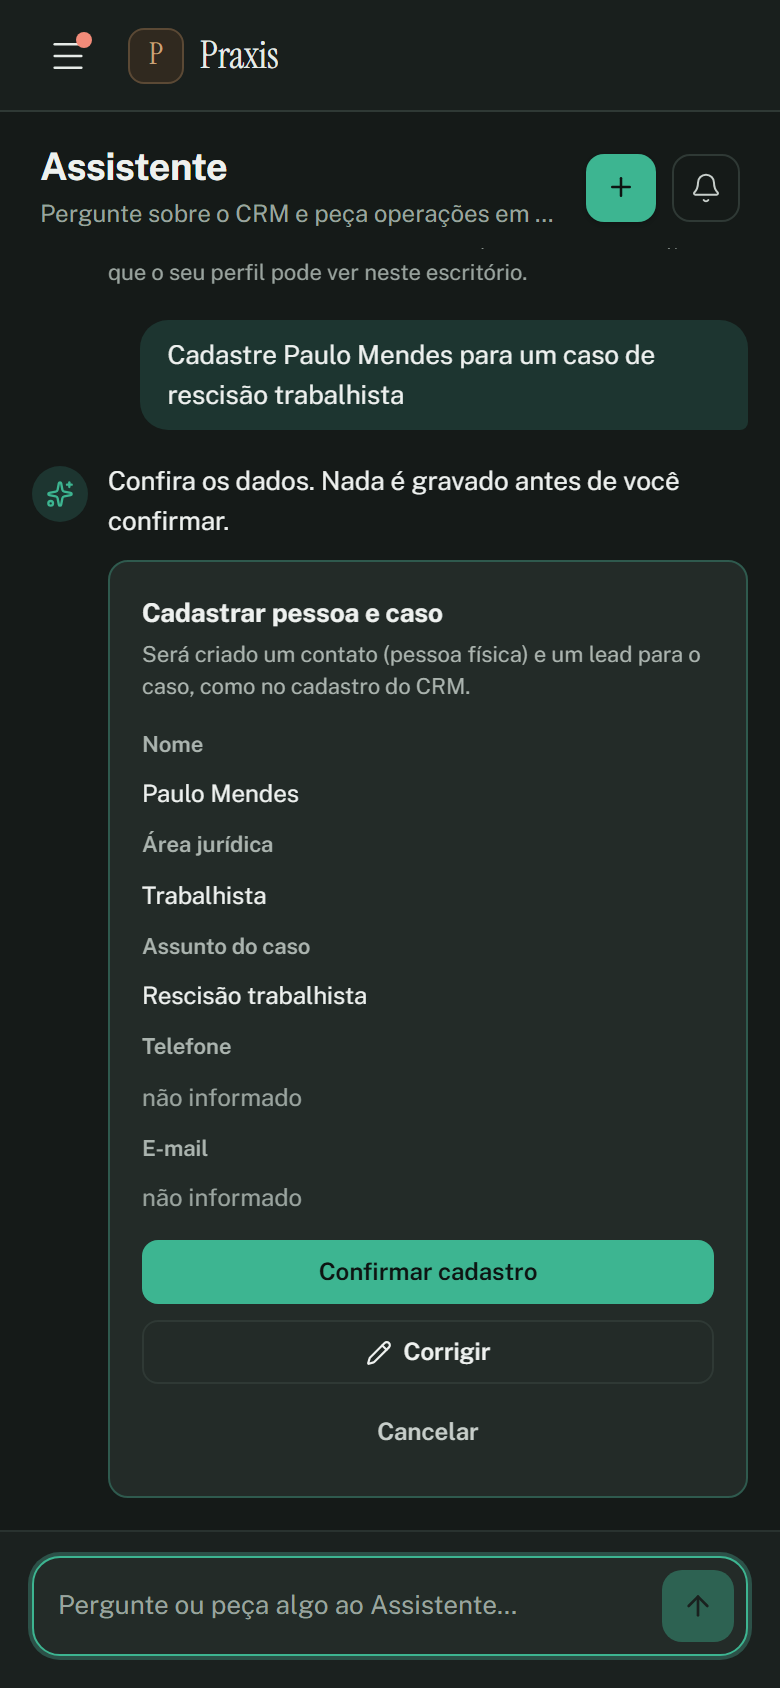 P Praxis
Assistente
Pergunte sobre o CRM e peça operações em ...
que o seu perfil pode ver neste escritório.
Cadastre Paulo Mendes para um caso de
rescisão trabalhista
Confira os dados. Nada é gravado antes de você
confirmar.
Cadastrar pessoa e caso
Será criado um contato (pessoa física) e um lead para o
caso, como no cadastro do CRM.
Nome
Paulo Mendes
Área jurídica
Trabalhista
Assunto do caso
Rescisão trabalhista
Telefone
não informado
E-mail
não informado
Confirmar cadastro
Corrigir
Cancelar
Pergunte ou peça algo ao Assistente...